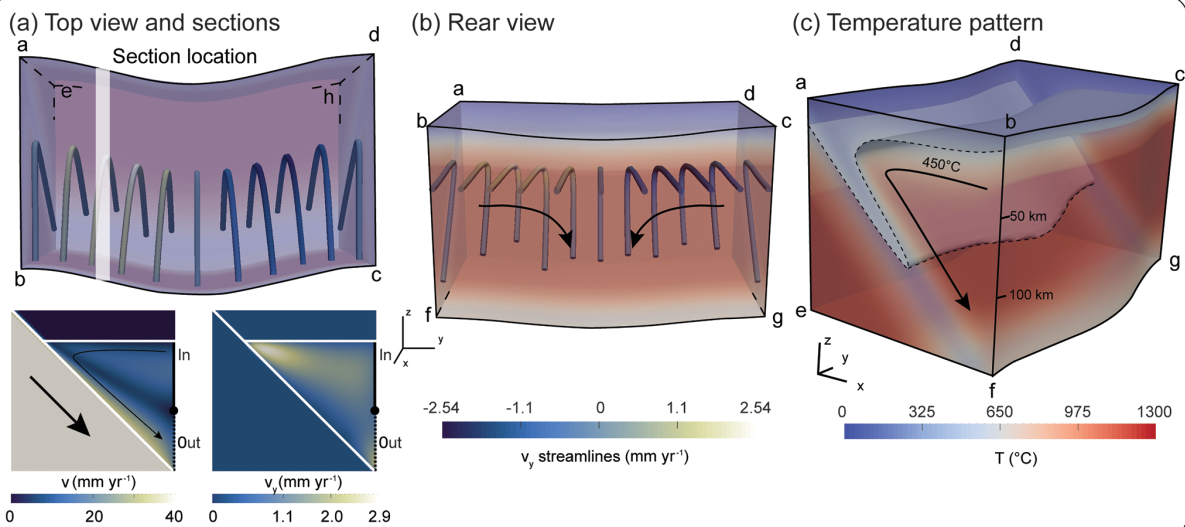 (a) Top view and sections
a
d
Section location
e
h
b
c
In
Out
v (mm yr-1)
0 20 40
In
Out
vy (mm yr-1)
0 1.1 2.0 2.9
z
y
x
(b) Rear view
a
d
b
c
f
g
-2.54 -1.1 0 1.1 2.54
vy streamlines (mm yr-1)
(c) Temperature pattern
d
a
c
b
450°C
50 km
g
100 km
e
f
z
y
x
0 325 650 975 1300
T (°C)